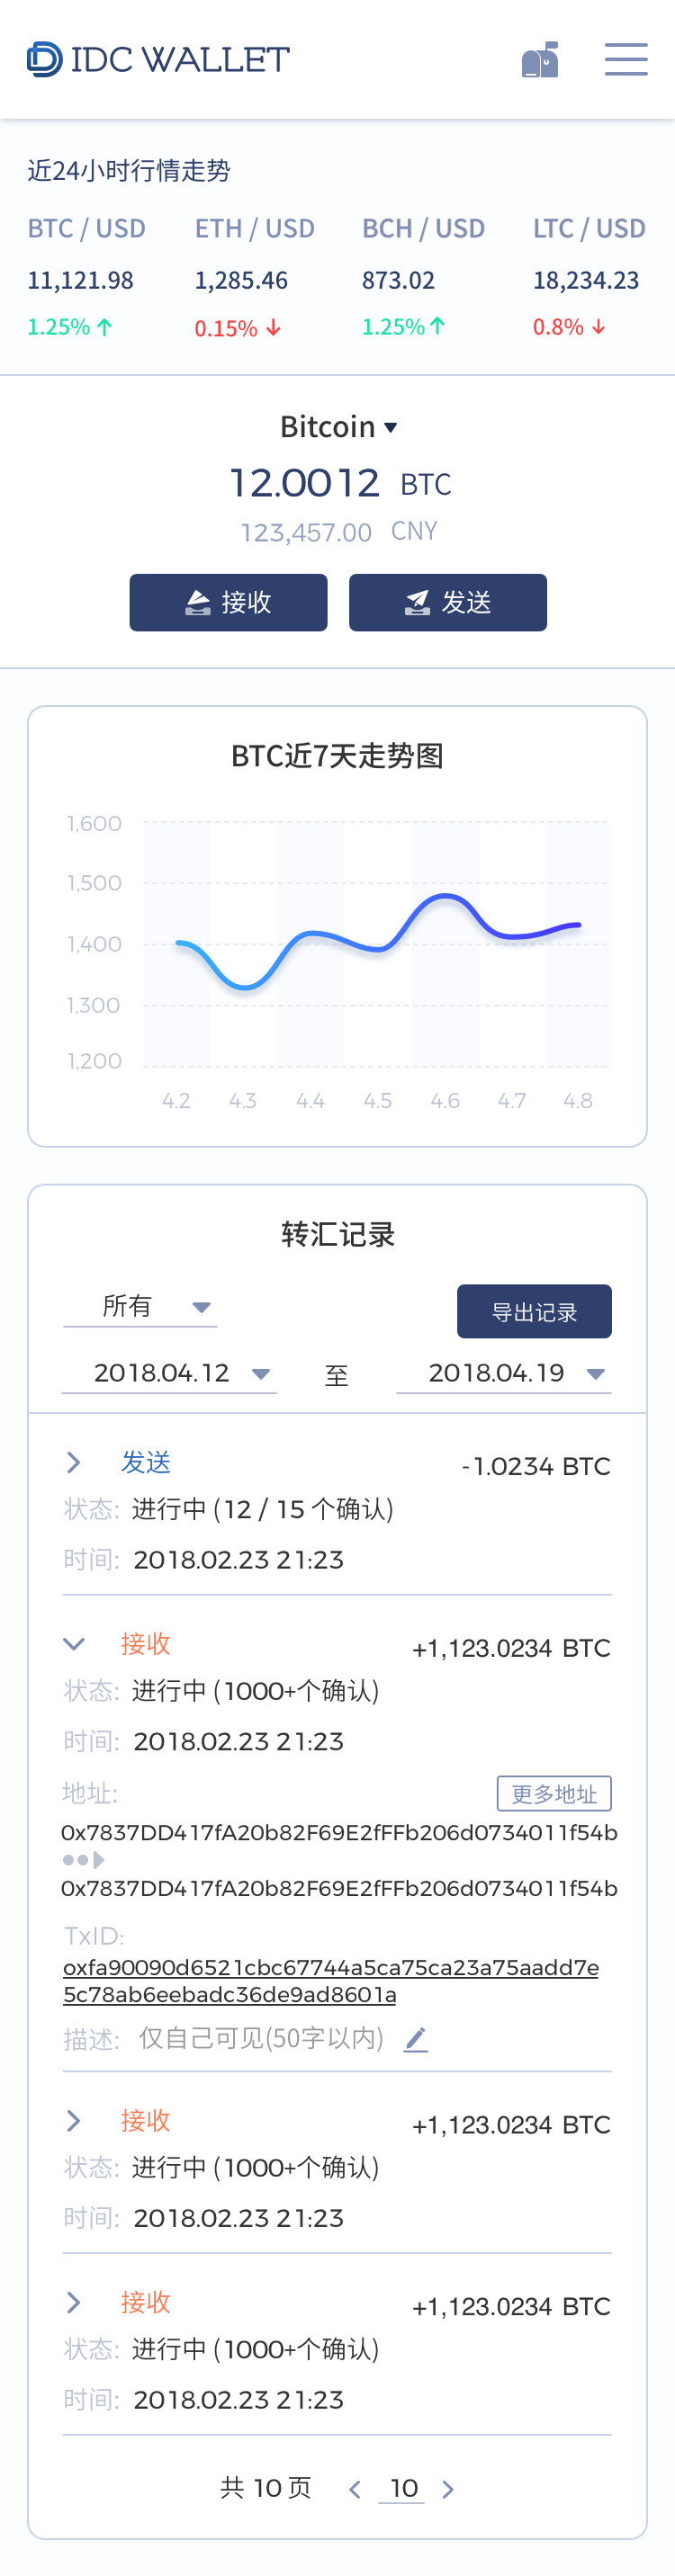 IDC WALLET
近24小时行情走势
BTC / USD ETH / USD BCH / USD LTC / USD
11,121.98 1,285.46 873.02 18,234.23
1.25% ↑ 0.15% ↓ 1.25% ↑ 0.8% ↓
Bitcoin
12.0012 BTC
123,457.00 CNY
接收 发送
BTC近7天走势图
1,600
1,500
1,400
1,300
1,200
4.2 4.3 4.4 4.5 4.6 4.7 4.8
转汇记录
所有 导出记录
2018.04.12 至 2018.04.19
发送 -1.0234 BTC
状态: 进行中 (12 / 15 个确认)
时间: 2018.02.23 21:23
接收 +1,123.0234 BTC
状态: 进行中 (1000+个确认)
时间: 2018.02.23 21:23
地址: 更多地址
0x7837DD417fA20b82F69E2fFFb206d0734011f54b
0x7837DD417fA20b82F69E2fFFb206d0734011f54b
TxID:
oxfa90090d6521cbc67744a5ca75ca23a75aadd7e
5c78ab6eebadc36de9ad8601a
描述: 仅自己可见(50字以内)
接收 +1,123.0234 BTC
状态: 进行中 (1000+个确认)
时间: 2018.02.23 21:23
接收 +1,123.0234 BTC
状态: 进行中 (1000+个确认)
时间: 2018.02.23 21:23
共 10 页 < 10 >